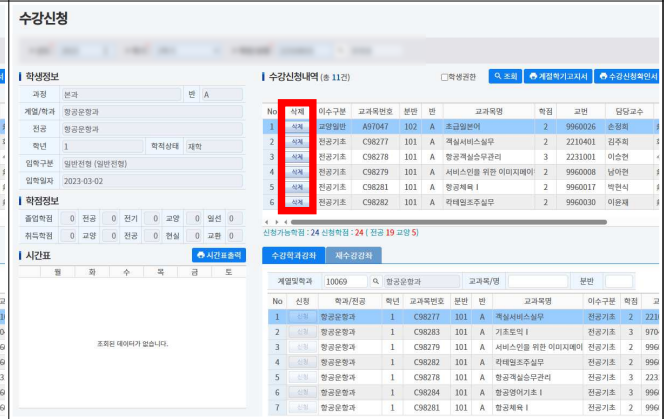 수강신청
학생정보
과정 본과 반 A
계열/학과 항공운항과
전공 항공운항과
학년 1 학적상태 재학
입학구분 일반전형 (일반전형)
입학일자 2023-03-02
학점정보
졸업학점 0 전공 0 전기 0 교양 0 일선 0
취득학점 0 교양 0 전공 0 현실 0 교환 0
시간표 시간표출력
월 화 수 목 금 토
조회된 데이터가 없습니다.
수강신청내역 (총 11건) 학생권한 조회 계절학기고지서 수강신청확인서
No 삭제 이수구분 교과목번호 분반 반 교과목명 학점 교번 담당교수
1 삭제 교양일반 A97047 102 A 초급일본어 2 9960026 손정희
2 삭제 전공기초 C98277 101 A 객실서비스실무 2 2210401 김주희
3 삭제 전공기초 C98278 101 A 항공객실승무관리 3 2231001 이승현
4 삭제 전공기초 C98279 101 A 서비스인을 위한 이미지메이 2 9960008 남아현
5 삭제 전공기초 C98281 101 A 항공체육 I 2 9960017 박현식
6 삭제 전공기초 C98282 101 A 칵테일조주실무 2 9960030 이윤재
신청가능학점 : 24 신청학점 : 24 ( 전공 19 교양 5)
수강학과강좌 재수강강좌
계열및학과 10069 항공운항과 교과목/명 분반
No 신청 학과/전공 학년 교과목번호 분반 반 교과목명 이수구분 학점
1 신청 항공운항과 1 C98277 101 A 객실서비스실무 전공기초 2 221
2 신청 항공운항과 1 C98283 101 A 기초토익 I 전공기초 3 970
3 신청 항공운항과 1 C98279 101 A 서비스인을 위한 이미지메이 전공기초 2 996
4 신청 항공운항과 1 C98282 101 A 칵테일조주실무 전공기초 2 996
5 신청 항공운항과 1 C98278 101 A 항공객실승무관리 전공기초 3 223
6 신청 항공운항과 1 C98284 101 A 항공영어기초 I 전공기초 3 996
7 신청 항공운항과 1 C98281 101 A 항공체육 I 전공기초 2 996